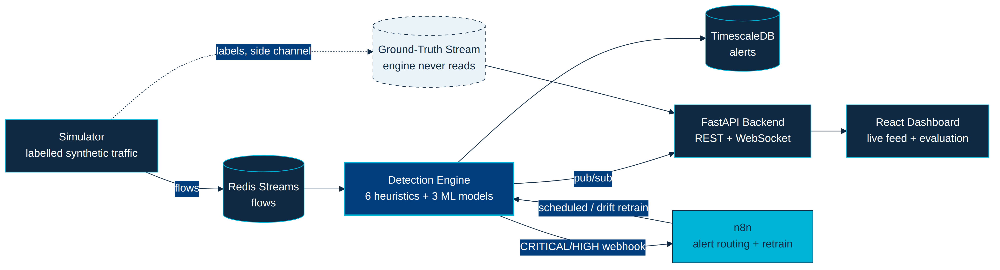 TimescaleDB
alerts
labels, side channel
Ground-Truth Stream
engine never reads
Simulator
labelled synthetic traffic
FastAPI Backend
REST + WebSocket
React Dashboard
live feed + evaluation
flows
Redis Streams
flows
Detection Engine
6 heuristics + 3 ML models
pub/sub
scheduled / drift retrain
CRITICAL/HIGH webhook
n8n
alert routing + retrain